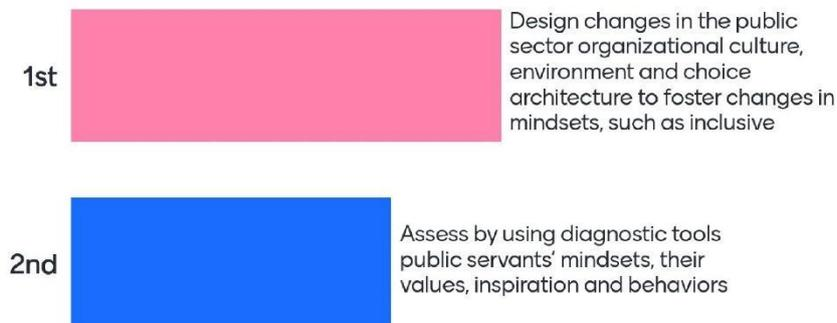 1st
Design changes in the public
sector organizational culture,
environment and choice
architecture to foster changes in
mindsets, such as inclusive
2nd
Assess by using diagnostic tools
public servants' mindsets, their
values, inspiration and behaviors